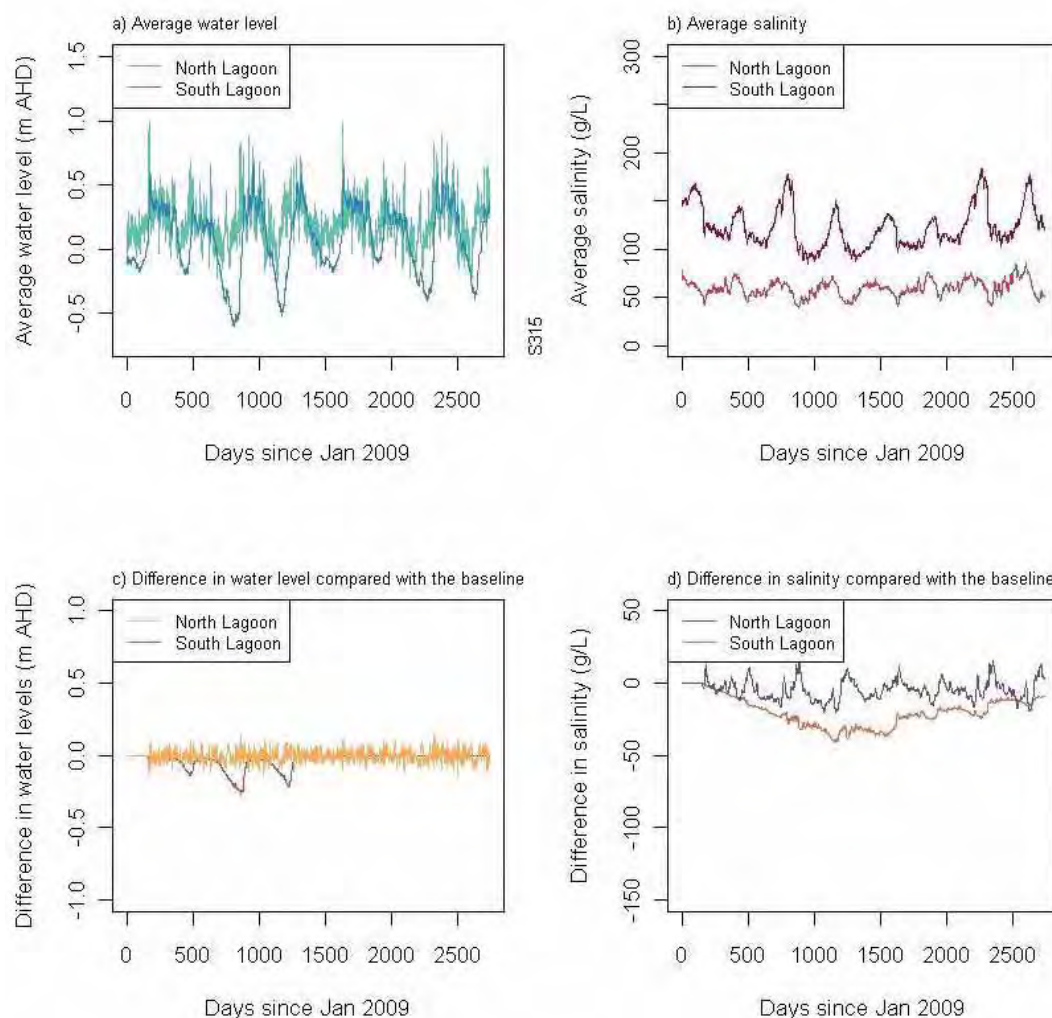 a) Average water level
North Lagoon
South Lagoon
Average water level (m AHD)
1.5
1.0
0.5
0.0
-0.5
0 500 1000 1500 2000 2500
Days since Jan 2009
S315
b) Average salinity
North Lagoon
South Lagoon
Average salinity (g/L)
300
200
100
50
0
0 500 1000 1500 2000 2500
Days since Jan 2009
c) Difference in water level compared with the baseline
North Lagoon
South Lagoon
Difference in water levels (m AHD)
1.0
0.5
0.0
-0.5
-1.0
0 500 1000 1500 2000 2500
Days since Jan 2009
d) Difference in salinity compared with the baseline
North Lagoon
South Lagoon
Difference in salinity (g/L)
50
0
-50
-100
-150
0 500 1000 1500 2000 2500
Days since Jan 2009